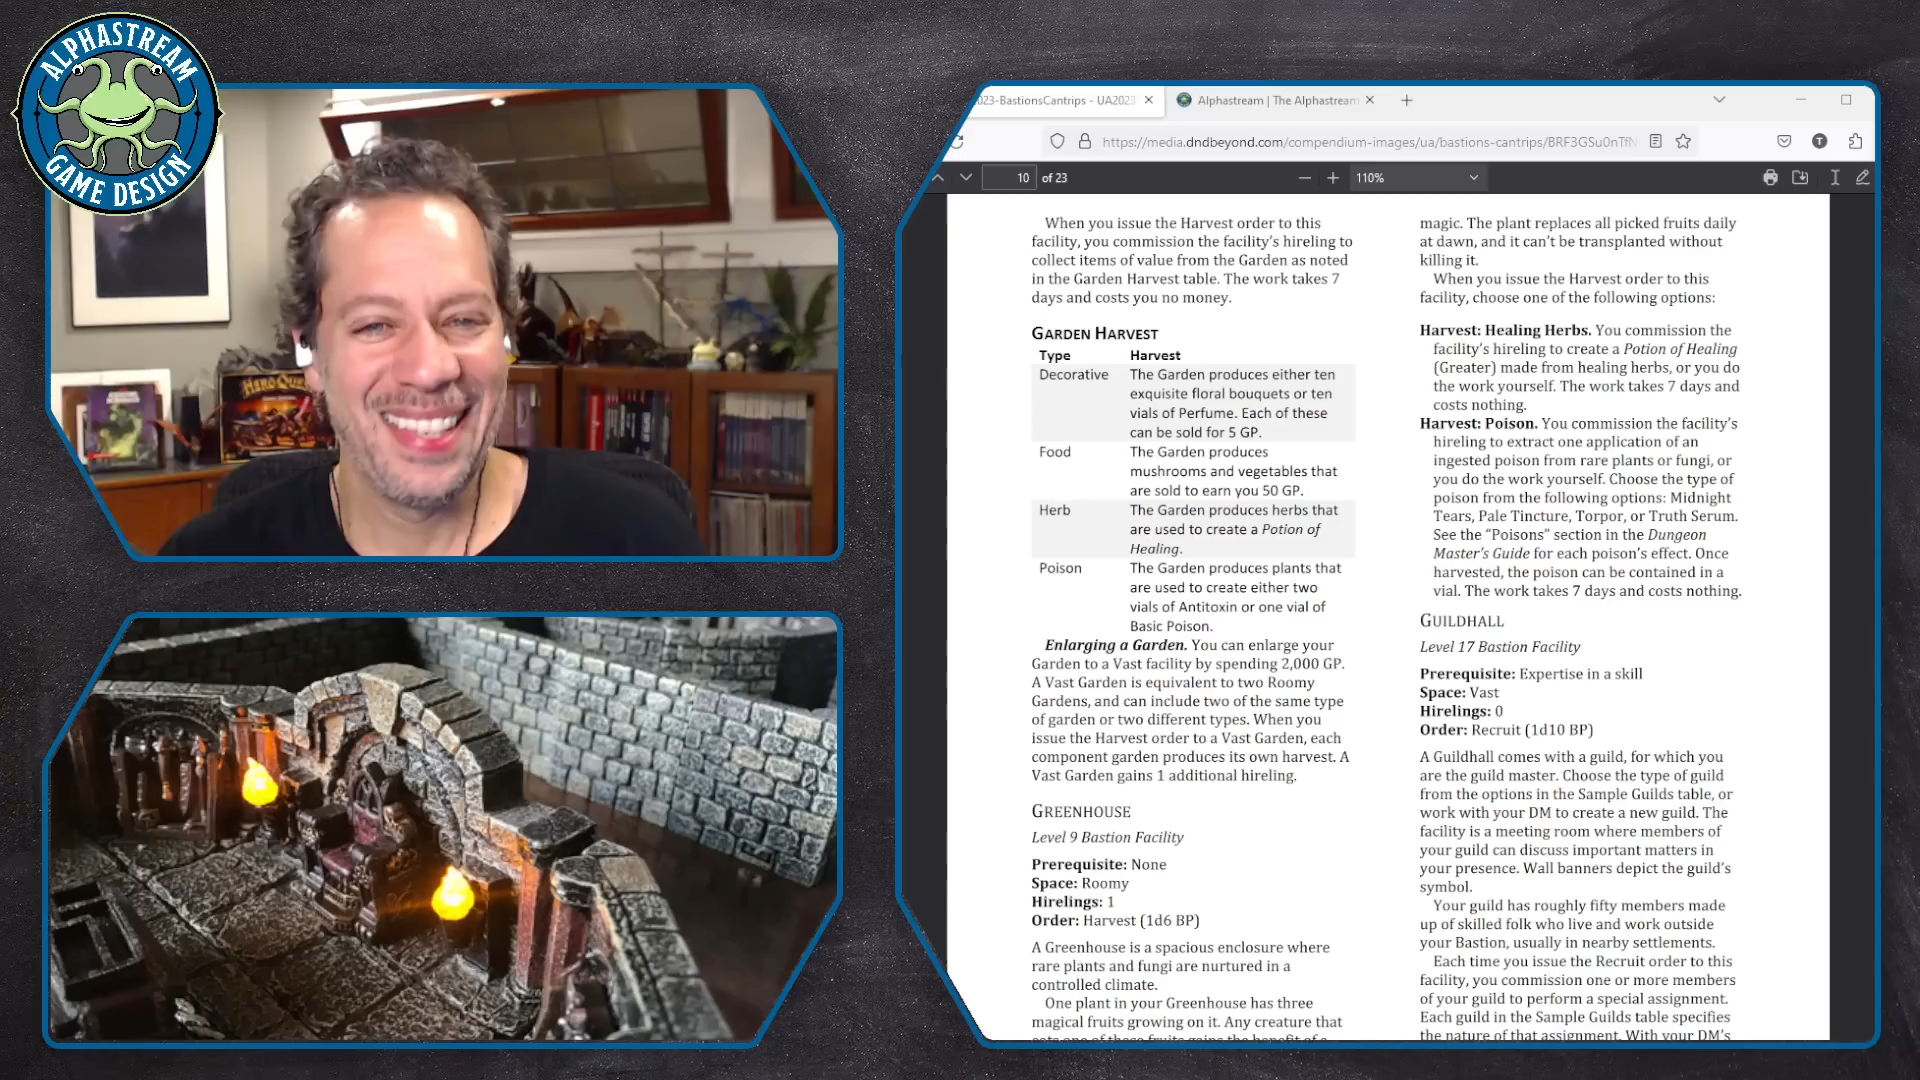 ALPHASTREAM
GAME DESIGN
HEROQUEST
2023-BastionsCantrips - UA2023
Alphastream | The Alphastream
https://media.dndbeyond.com/compendium-images/ua/bastions-cantrips/BRF3GSu0nTfN
10 of 23
110%
When you issue the Harvest order to this
facility, you commission the facility's hireling to
collect items of value from the Garden as noted
in the Garden Harvest table. The work takes 7
days and costs you no money.
GARDEN HARVEST
Type Harvest
Decorative The Garden produces either ten
exquisite floral bouquets or ten
vials of Perfume. Each of these
can be sold for 5 GP.
Food The Garden produces
mushrooms and vegetables that
are sold to earn you 50 GP.
Herb The Garden produces herbs that
are used to create a Potion of
Healing.
Poison The Garden produces plants that
are used to create either two
vials of Antitoxin or one vial of
Basic Poison.
Enlarging a Garden. You can enlarge your
Garden to a Vast facility by spending 2,000 GP.
A Vast Garden is equivalent to two Roomy
Gardens, and can include two of the same type
of garden or two different types. When you
issue the Harvest order to a Vast Garden, each
component garden produces its own harvest. A
Vast Garden gains 1 additional hireling.
GREENHOUSE
Level 9 Bastion Facility
Prerequisite: None
Space: Roomy
Hirelings: 1
Order: Harvest (1d6 BP)
A Greenhouse is a spacious enclosure where
rare plants and fungi are nurtured in a
controlled climate.
One plant in your Greenhouse has three
magical fruits growing on it. Any creature that
eats one of these fruits gains the benefit of a
magic. The plant replaces all picked fruits daily
at dawn, and it can't be transplanted without
killing it.
When you issue the Harvest order to this
facility, choose one of the following options:
Harvest: Healing Herbs. You commission the
facility's hireling to create a Potion of Healing
(Greater) made from healing herbs, or you do
the work yourself. The work takes 7 days and
costs nothing.
Harvest: Poison. You commission the facility's
hireling to extract one application of an
ingested poison from rare plants or fungi, or
you do the work yourself. Choose the type of
poison from the following options: Midnight
Tears, Pale Tincture, Torpor, or Truth Serum.
See the "Poisons" section in the Dungeon
Master's Guide for each poison's effect. Once
harvested, the poison can be contained in a
vial. The work takes 7 days and costs nothing.
GUILDHALL
Level 17 Bastion Facility
Prerequisite: Expertise in a skill
Space: Vast
Hirelings: 0
Order: Recruit (1d10 BP)
A Guildhall comes with a guild, for which you
are the guild master. Choose the type of guild
from the options in the Sample Guilds table, or
work with your DM to create a new guild. The
facility is a meeting room where members of
your guild can discuss important matters in
your presence. Wall banners depict the guild's
symbol.
Your guild has roughly fifty members made
up of skilled folk who live and work outside
your Bastion, usually in nearby settlements.
Each time you issue the Recruit order to this
facility, you commission one or more members
of your guild to perform a special assignment.
Each guild in the Sample Guilds table specifies
the nature of that assignment. With your DM's